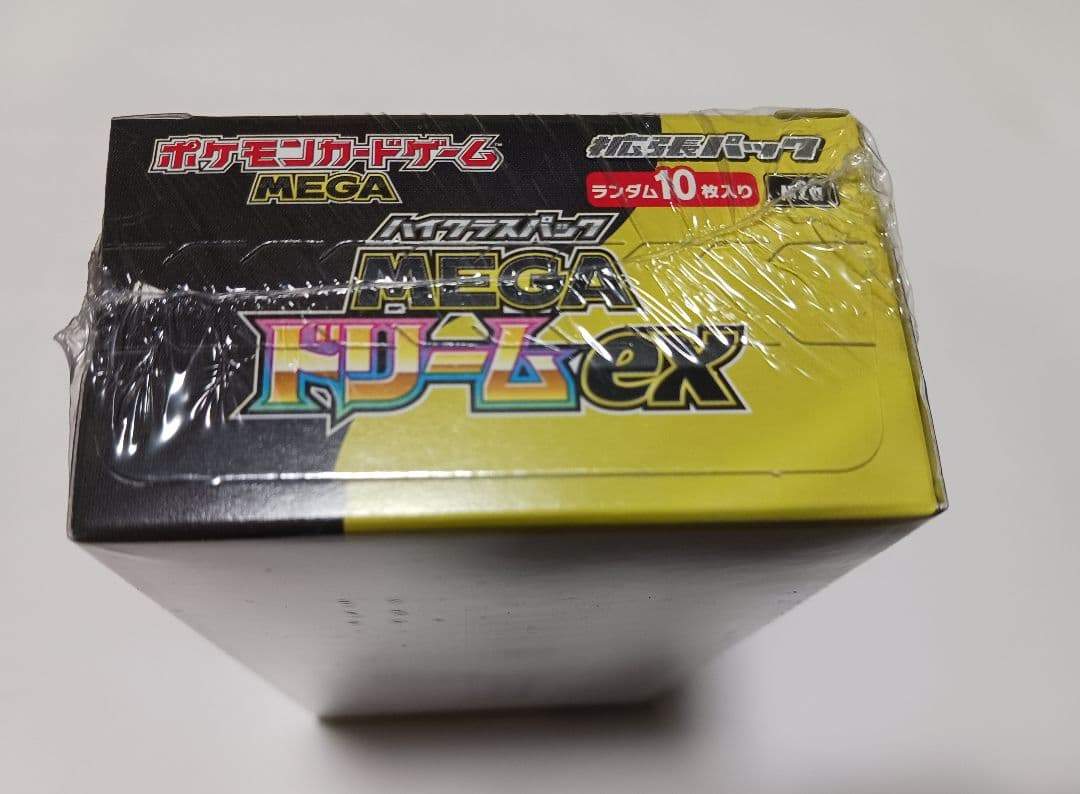 ポケモンカードゲーム
MEGA
拡張パック
ランダム10枚入り
M2a
ハイクラスパック
MEGA
ドリームex